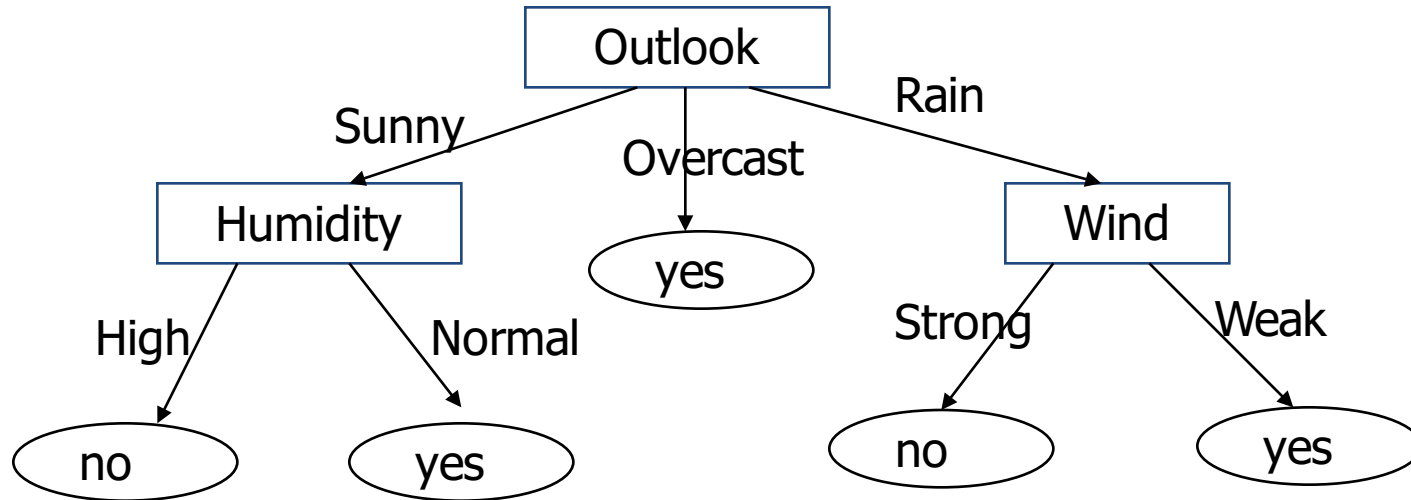 Outlook
Rain
Sunny
Overcast
Humidity
Wind
yes
High
Normal
Strong
Weak
no
yes
no
yes